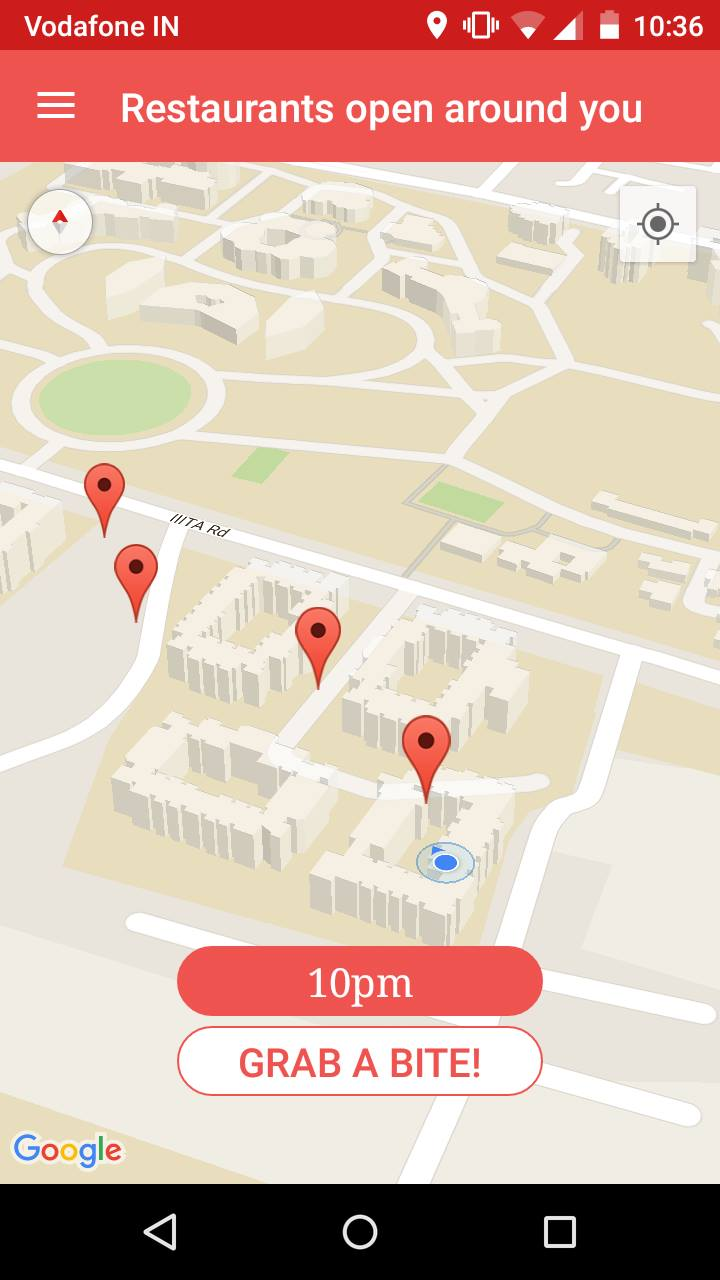 Vodafone IN 10:36
Restaurants open around you
IIITA Rd
10pm
GRAB A BITE!
Google